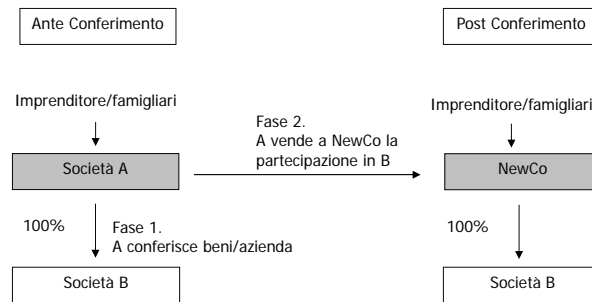 Ante Conferimento
Post Conferimento
Imprenditore/famigliari
Imprenditore/famigliari
Fase 2.
A vende a NewCo la
partecipazione in B
Società A
NewCo
100%
Fase 1.
A conferisce beni/azienda
100%
Società B
Società B